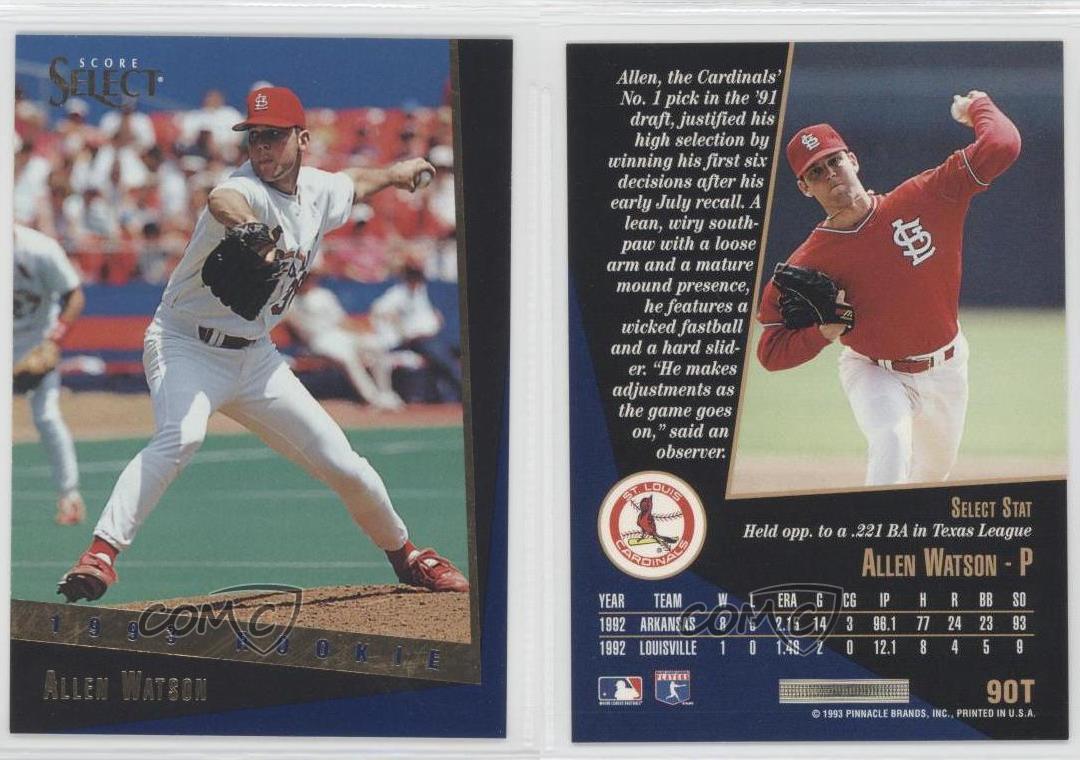 SCORE
SELECT
1993 ROOKIE
ALLEN WATSON
Allen, the Cardinals'
No. 1 pick in the '91
draft, justified his
high selection by
winning his first six
decisions after his
early July recall. A
lean, wiry south-
paw with a loose
arm and a mature
mound presence,
he features a
wicked fastball
and a hard slid-
er. "He makes
adjustments as
the game goes
on," said an
observer.
ST. LOUIS
CARDINALS
SELECT STAT
Held opp. to a .221 BA in Texas League
ALLEN WATSON - P
YEAR TEAM W L ERA G CG IP H R BB SO
1992 ARKANSAS 8 5 2.15 14 3 96.1 77 24 23 93
1992 LOUISVILLE 1 0 1.46 2 0 12.1 8 4 5 9
PLAYERS
90T
© 1993 PINNACLE BRANDS, INC., PRINTED IN U.S.A.
COMC
COMC